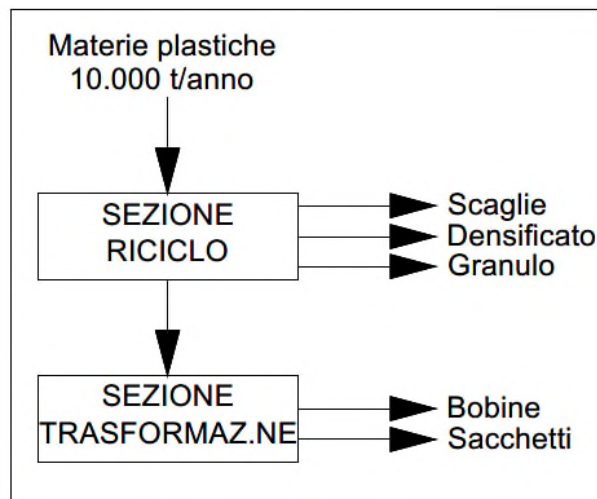 Materie plastiche
10.000 t/anno
SEZIONE
RICICLO
Scaglie
Densificato
Granulo
SEZIONE
TRASFORMAZ.NE
Bobine
Sacchetti